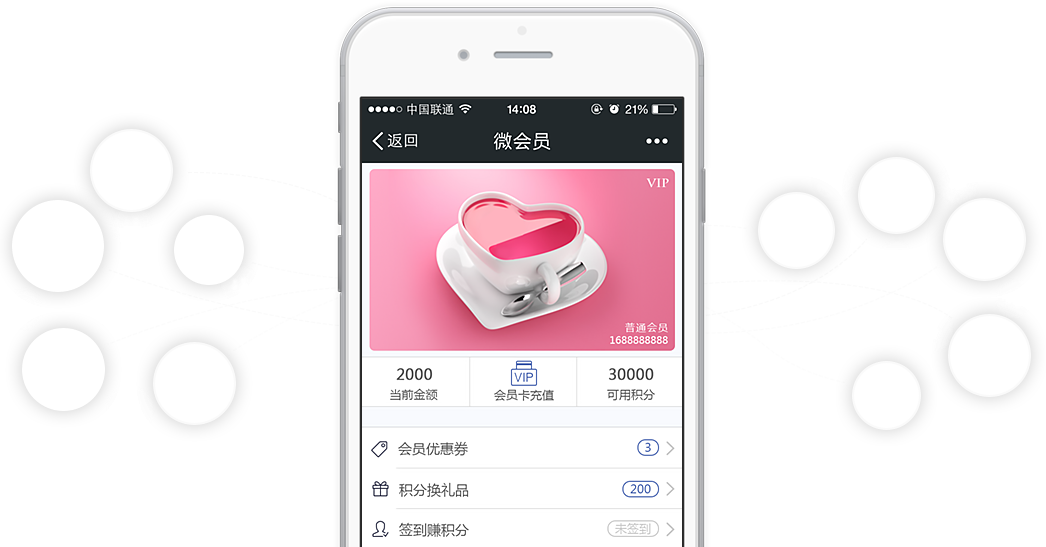 中国联通 14:08 21%
返回 微会员
VIP
普通会员
1688888888
2000 VIP 30000
当前金额 会员卡充值 可用积分
会员优惠券 3
积分换礼品 200
签到赚积分 未签到